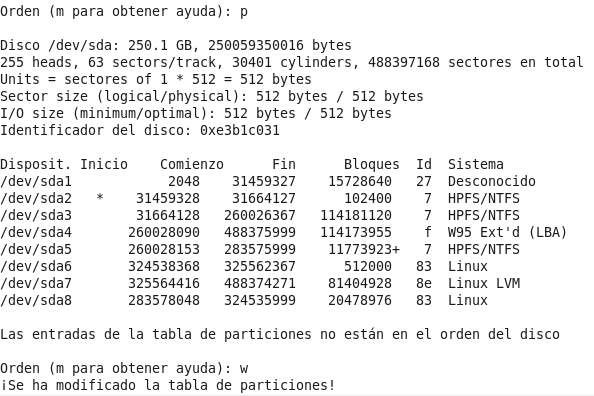 Orden (m para obtener ayuda): p

Disco /dev/sda: 250.1 GB, 250059350016 bytes
255 heads, 63 sectors/track, 30401 cylinders, 488397168 sectores en total
Units = sectores of 1 * 512 = 512 bytes
Sector size (logical/physical): 512 bytes / 512 bytes
I/O size (minimum/optimal): 512 bytes / 512 bytes
Identificador del disco: 0xe3b1c031

Disposit. Inicio    Comienzo      Fin      Bloques  Id  Sistema
/dev/sda1            2048    31459327    15728640   27  Desconocido
/dev/sda2   *    31459328    31664127      102400    7  HPFS/NTFS
/dev/sda3        31664128   260026367   114181120    7  HPFS/NTFS
/dev/sda4       260028090   488375999   114173955    f  W95 Ext'd (LBA)
/dev/sda5       260028153   283575999    11773923+   7  HPFS/NTFS
/dev/sda6       324538368   325562367      512000   83  Linux
/dev/sda7       325564416   488374271    81404928   8e  Linux LVM
/dev/sda8       283578048   324535999    20478976   83  Linux

Las entradas de la tabla de particiones no están en el orden del disco

Orden (m para obtener ayuda): w
¡Se ha modificado la tabla de particiones!